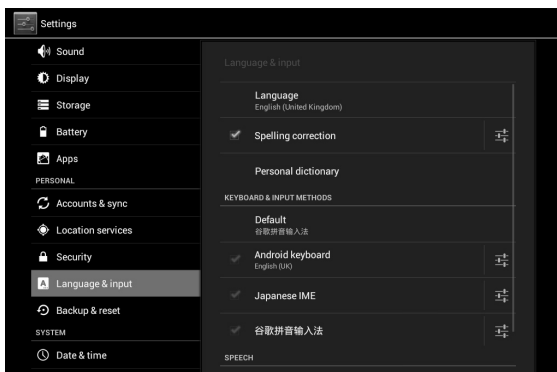 Settings
Sound
Display
Storage
Battery
Apps
PERSONAL
Accounts & sync
Location services
Security
A Language & input
Backup & reset
SYSTEM
Date & time
Language & input
Language
English (United Kingdom)
Spelling correction
Personal dictionary
KEYBOARD & INPUT METHODS
Default
谷歌拼音输入法
Android keyboard
English (UK)
Japanese IME
谷歌拼音输入法
SPEECH